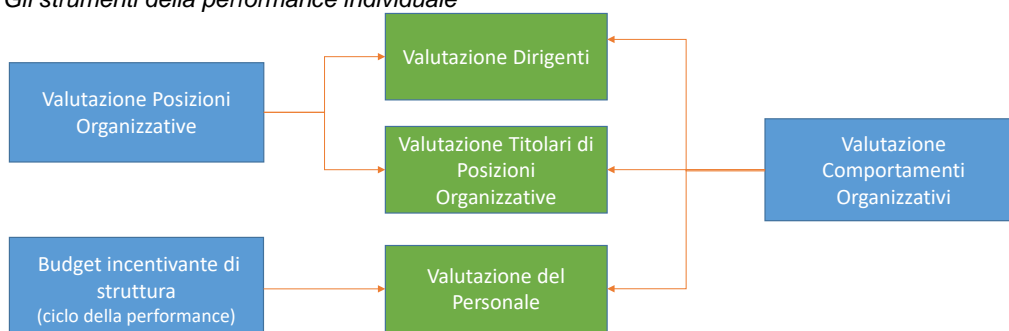 Gli strumenti della performance individuale
Valutazione Dirigenti
Valutazione Posizioni
Organizzative
Valutazione Titolari di
Posizioni
Organizzative
Valutazione
Comportamenti
Organizzativi
Budget incentivante di
struttura
(ciclo della performance)
Valutazione del
Personale